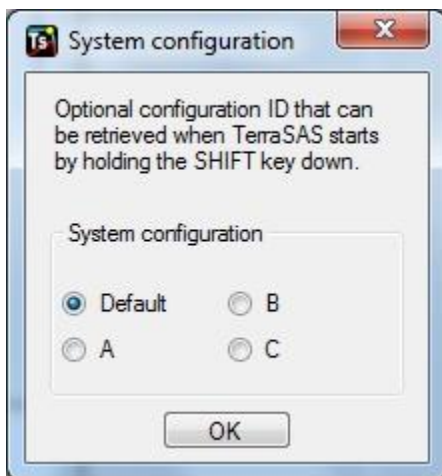 Ts
System configuration
Optional configuration ID that can
be retrieved when TerraSAS starts
by holding the SHIFT key down.
System configuration
Default
B
A
C
OK